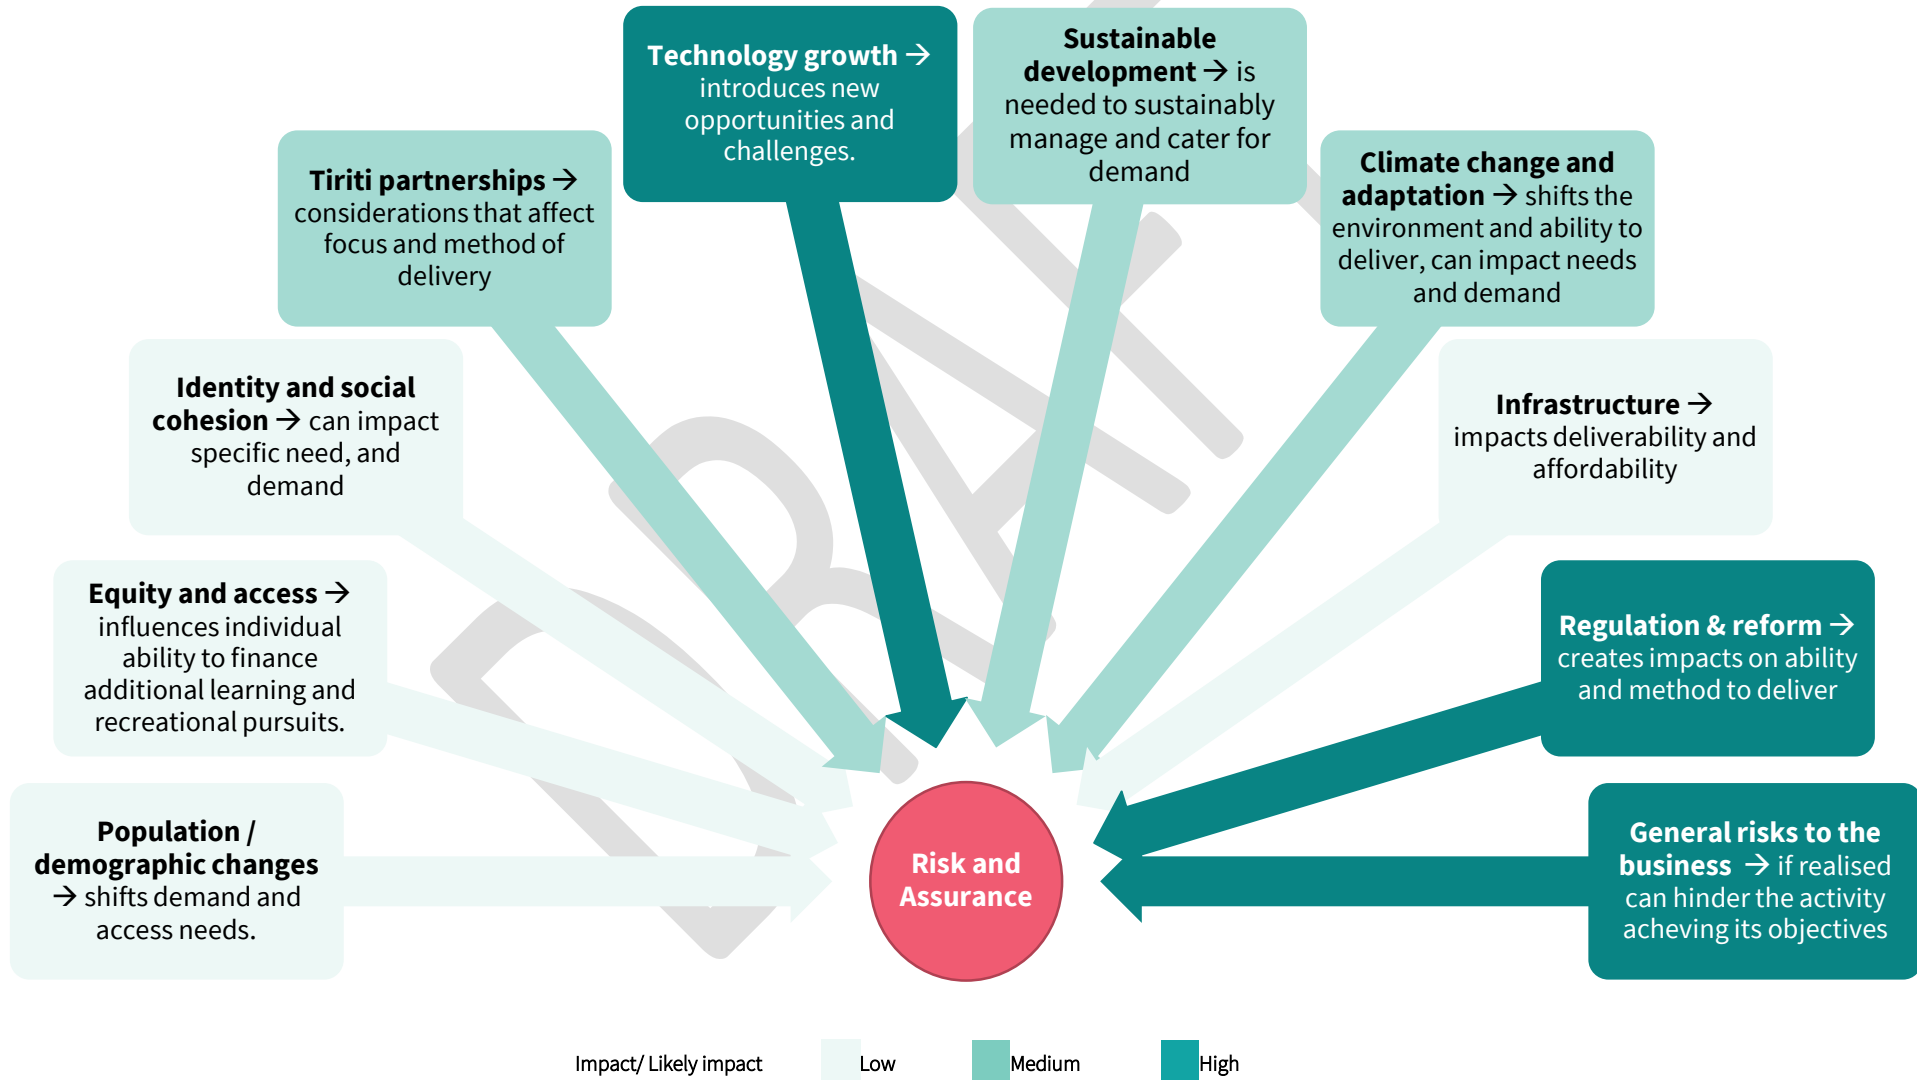 Technology growth →
introduces new
opportunities and
challenges.
Sustainable
development → is
needed to sustainably
manage and cater for
demand
Tiriti partnerships →
considerations that affect
focus and method of
delivery
Climate change and
adaptation → shifts the
environment and ability to
deliver, can impact needs
and demand
Identity and social
cohesion → can impact
specific need, and
demand
Infrastructure →
impacts deliverability and
affordability
Equity and access →
influences individual
ability to finance
additional learning and
recreational pursuits.
Regulation & reform →
creates impacts on ability
and method to deliver
Population /
demographic changes
→ shifts demand and
access needs.
Risk and
Assurance
General risks to the
business → if realised
can hinder the activity
acheving its objectives
Impact/ Likely impact
Low
Medium
High
DRAFT